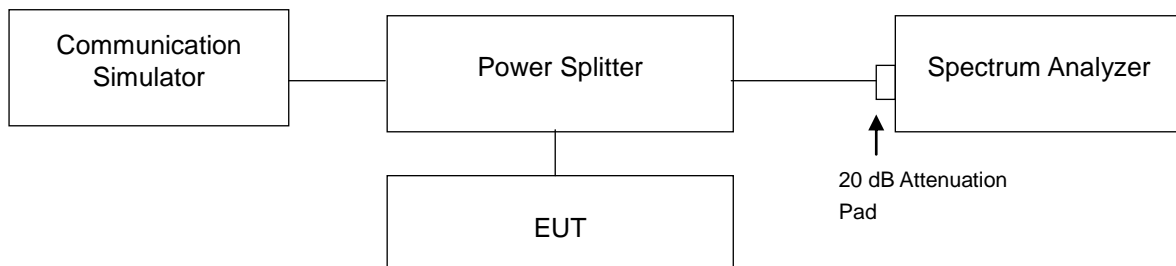 Communication
Simulator
Power Splitter
Spectrum Analyzer
20 dB Attenuation
Pad
EUT